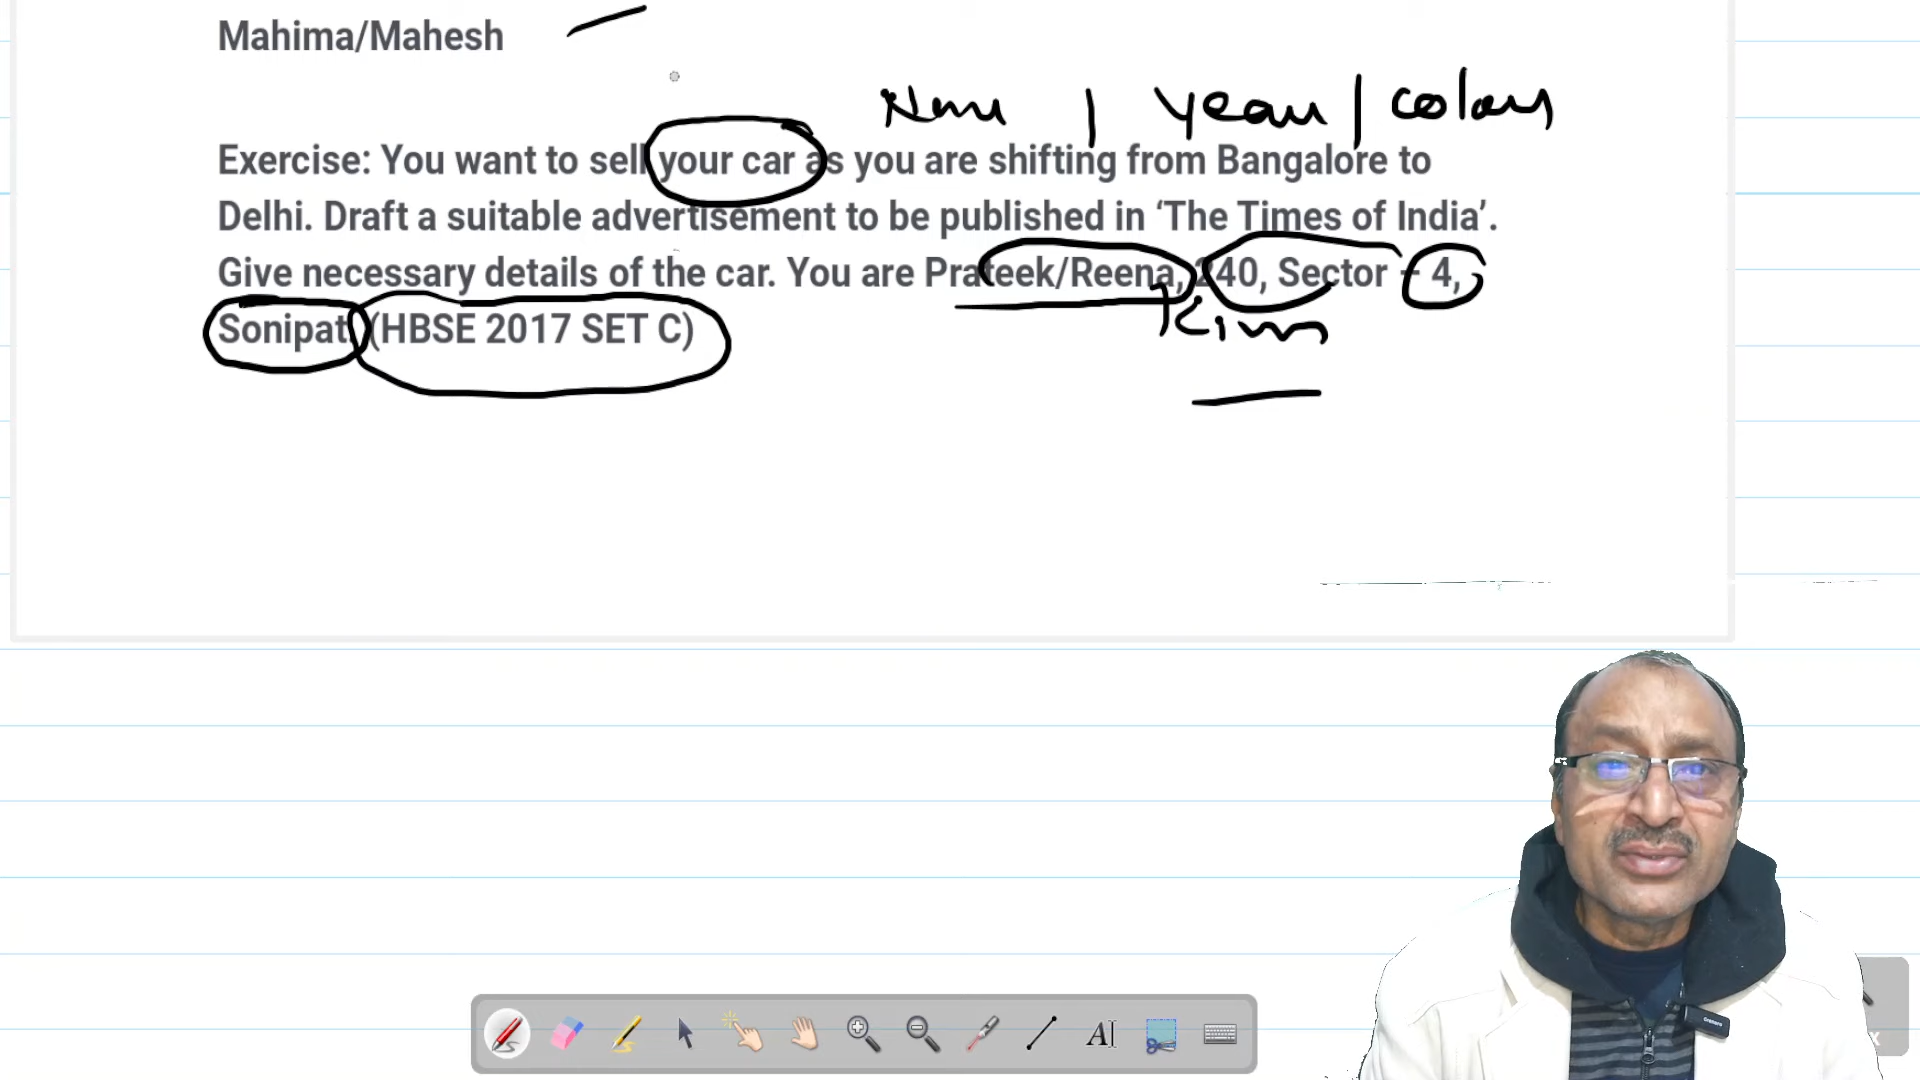 Mahima/Mahesh
Name | Year | colour
Exercise: You want to sell your car as you are shifting from Bangalore to
Delhi. Draft a suitable advertisement to be published in ‘The Times of India’.
Give necessary details of the car. You are Prateek/Reena, 240, Sector – 4,
Sonipat. (HBSE 2017 SET C)
AI